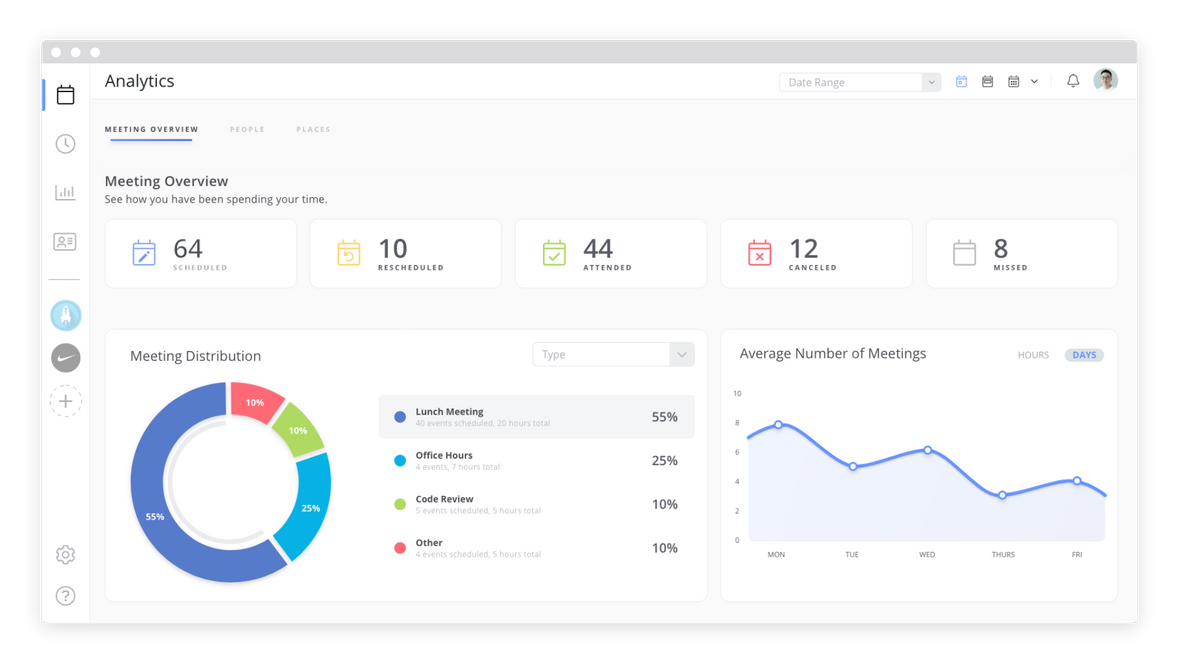 Analytics
Date Range
MEETING OVERVIEW PEOPLE PLACES
Meeting Overview
See how you have been spending your time.
64
SCHEDULED
10
RESCHEDULED
44
ATTENDED
12
CANCELED
8
MISSED
Meeting Distribution
Type
10%
10%
25%
55%
Lunch Meeting
40 events scheduled, 20 hours total
55%
Office Hours
4 events, 7 hours total
25%
Code Review
5 events scheduled, 5 hours total
10%
Other
4 events scheduled, 5 hours total
10%
Average Number of Meetings
HOURS DAYS
10
8
6
4
2
0
MON TUE WED THURS FRI